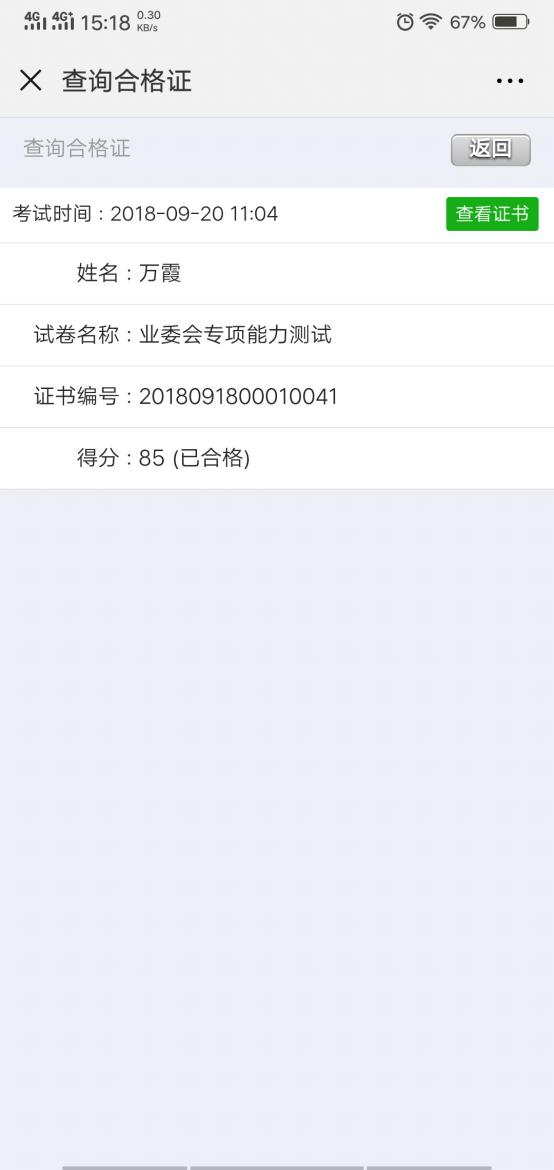 4G 4G+ 15:18 0.30 KB/s 67%
查询合格证
查询合格证 返回
考试时间：2018-09-20 11:04 查看证书
姓名：万霞
试卷名称：业委会专项能力测试
证书编号：2018091800010041
得分：85 (已合格)